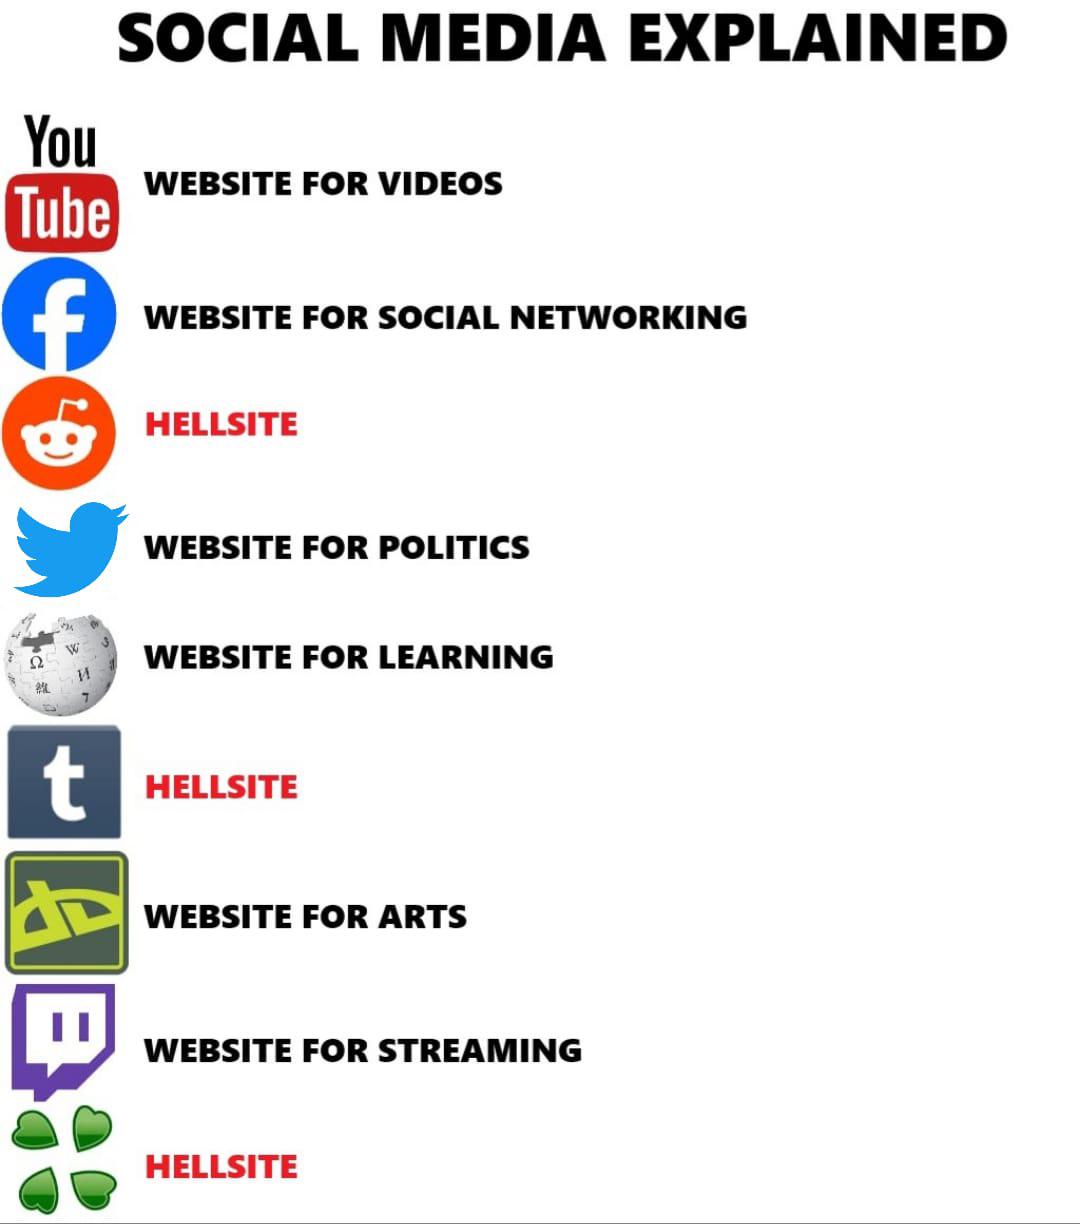 SOCIAL MEDIA EXPLAINED
You
Tube
WEBSITE FOR VIDEOS
f
WEBSITE FOR SOCIAL NETWORKING
HELLSITE
WEBSITE FOR POLITICS
Ω W И 7
WEBSITE FOR LEARNING
t
HELLSITE
WEBSITE FOR ARTS
WEBSITE FOR STREAMING
HELLSITE